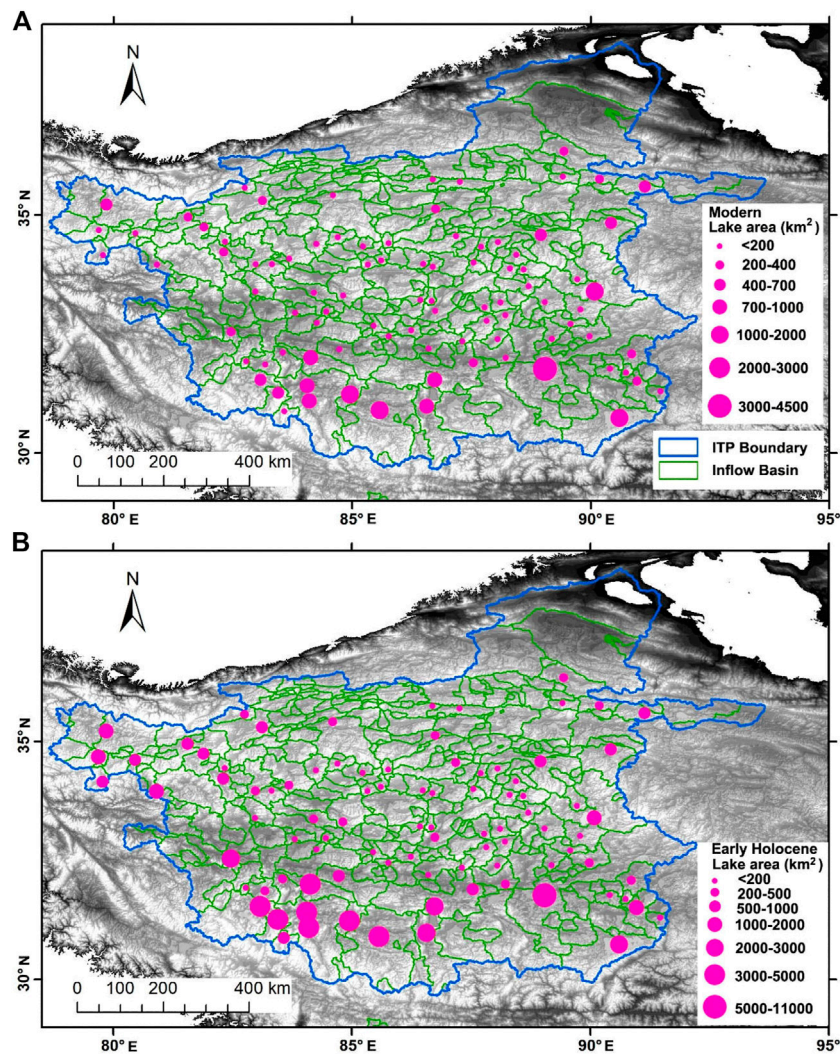 A
N
35°N
30°N
Modern
Lake area (km²)
<200
200-400
400-700
700-1000
1000-2000
2000-3000
3000-4500
ITP Boundary
Inflow Basin
0 100 200 400 km
80°E 85°E 90°E 95°
B
N
35°N
30°N
Early Holocene
Lake area (km²)
<200
200-500
500-1000
1000-2000
2000-3000
3000-5000
5000-11000
0 100 200 400 km
80°E 85°E 90°E 95°